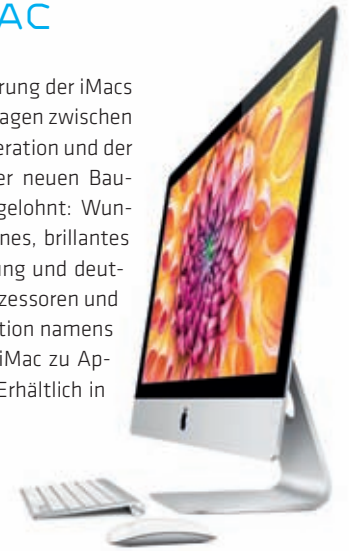 AC
rung der iMacs
agen zwischen
eration und der
er neuen Bau-
gelohnt: Wun-
nes, brillantes
ung und deut-
zessoren und
tion namens
iMac zu Ap-
Erhältlich in